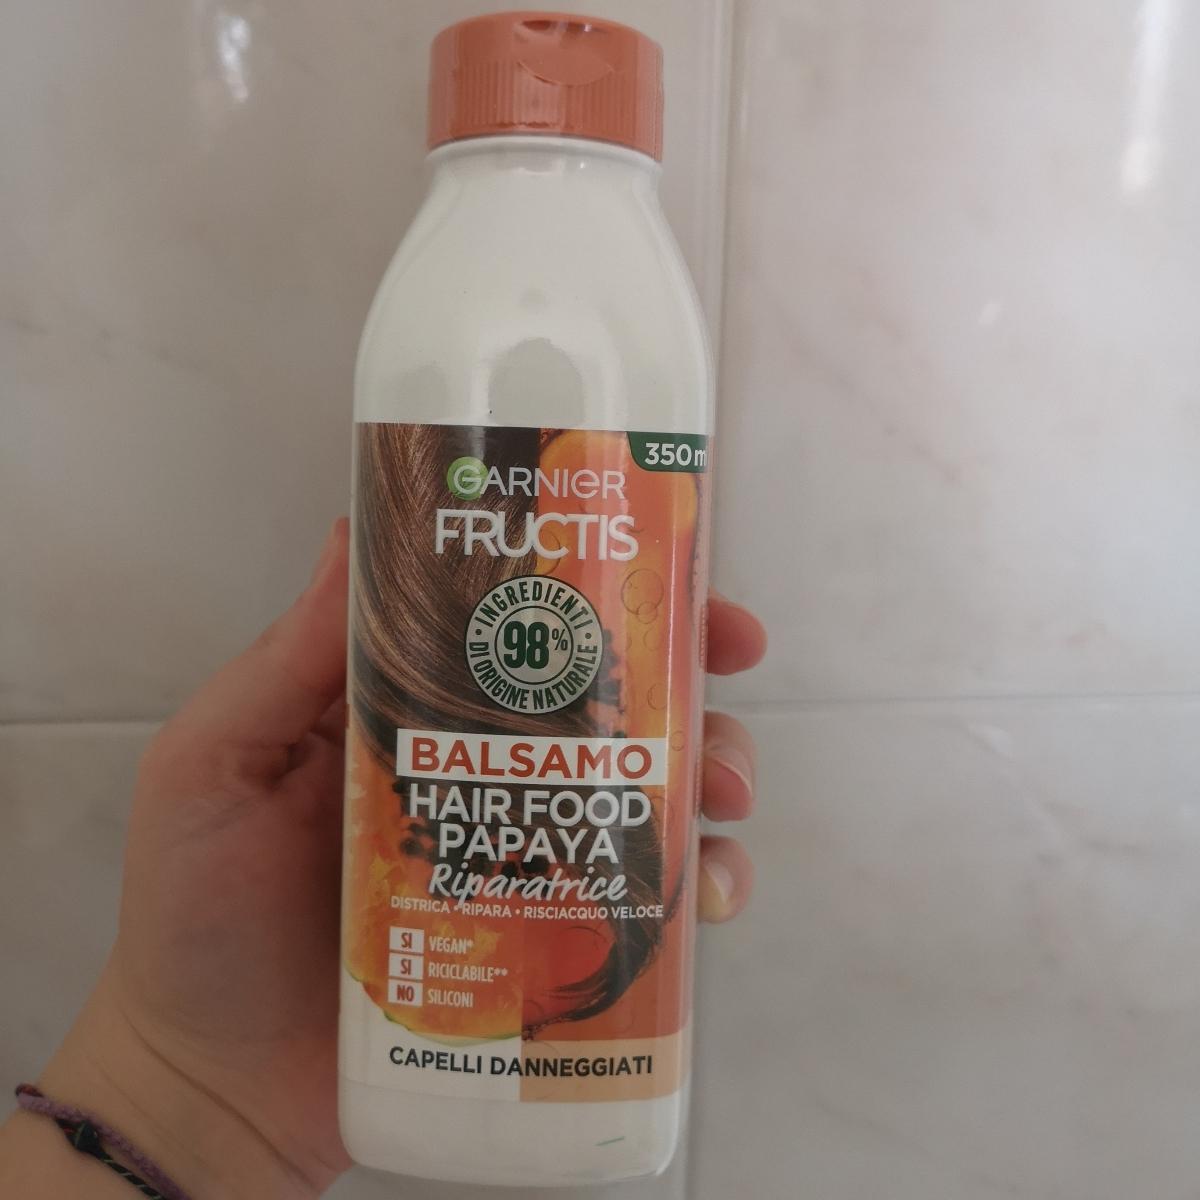 350 m
GARNIER
FRUCTIS
INGREDIENTI
98%
DI ORIGINE NATURALE
BALSAMO
HAIR FOOD
PAPAYA
Riparatrice
DISTRICA • RIPARA • RISCIACQUO VELOCE
SI VEGAN*
SI RICICLABILE**
NO SILICONI
CAPELLI DANNEGGIATI